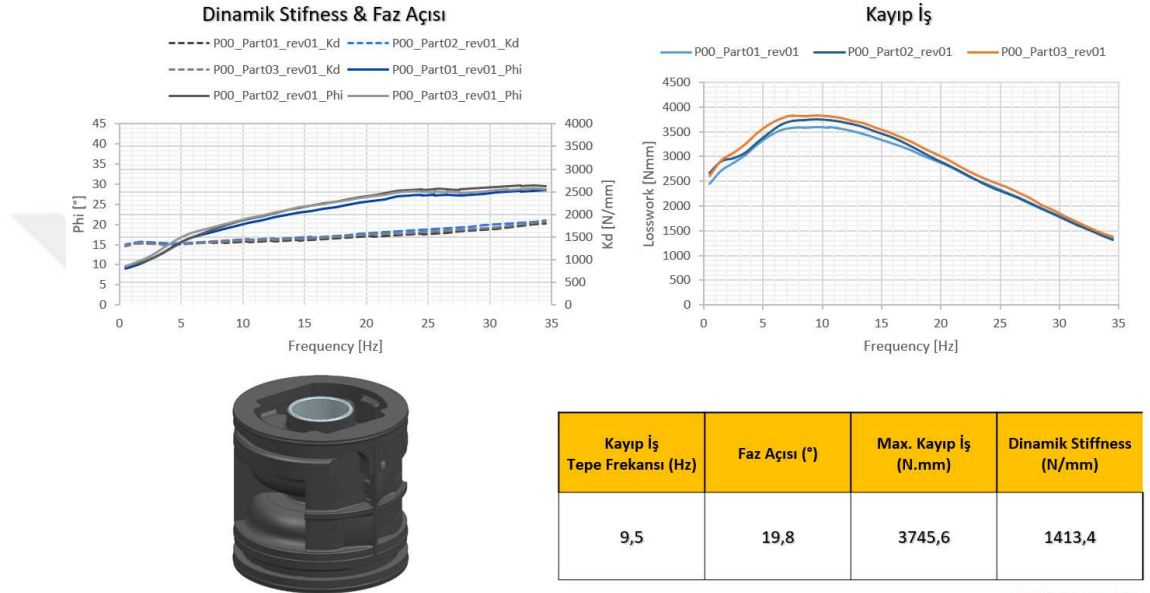 Dinamik Stifness & Faz Açısı
P00_Part01_rev01_Kd P00_Part02_rev01_Kd
P00_Part03_rev01_Kd P00_Part01_rev01_Phi
P00_Part02_rev01_Phi P00_Part03_rev01_Phi
45
40
35
30
25
20
15
10
5
0
Phi [°]
4000
3500
3000
2500
2000
1500
1000
500
0
Kd [N/mm]
0 5 10 15 20 25 30 35
Frequency [Hz]
Kayıp İş
P00_Part01_rev01 P00_Part02_rev01 P00_Part03_rev01
4500
4000
3500
3000
2500
2000
1500
1000
500
0
Losswork [Nmm]
0 5 10 15 20 25 30 35
Frequency [Hz]
Kayıp İş
Tepe Frekansı (Hz)
Faz Açısı (°)
Max. Kayıp İş
(N.mm)
Dinamik Stiffness
(N/mm)
9,5 19,8 3745,6 1413,4